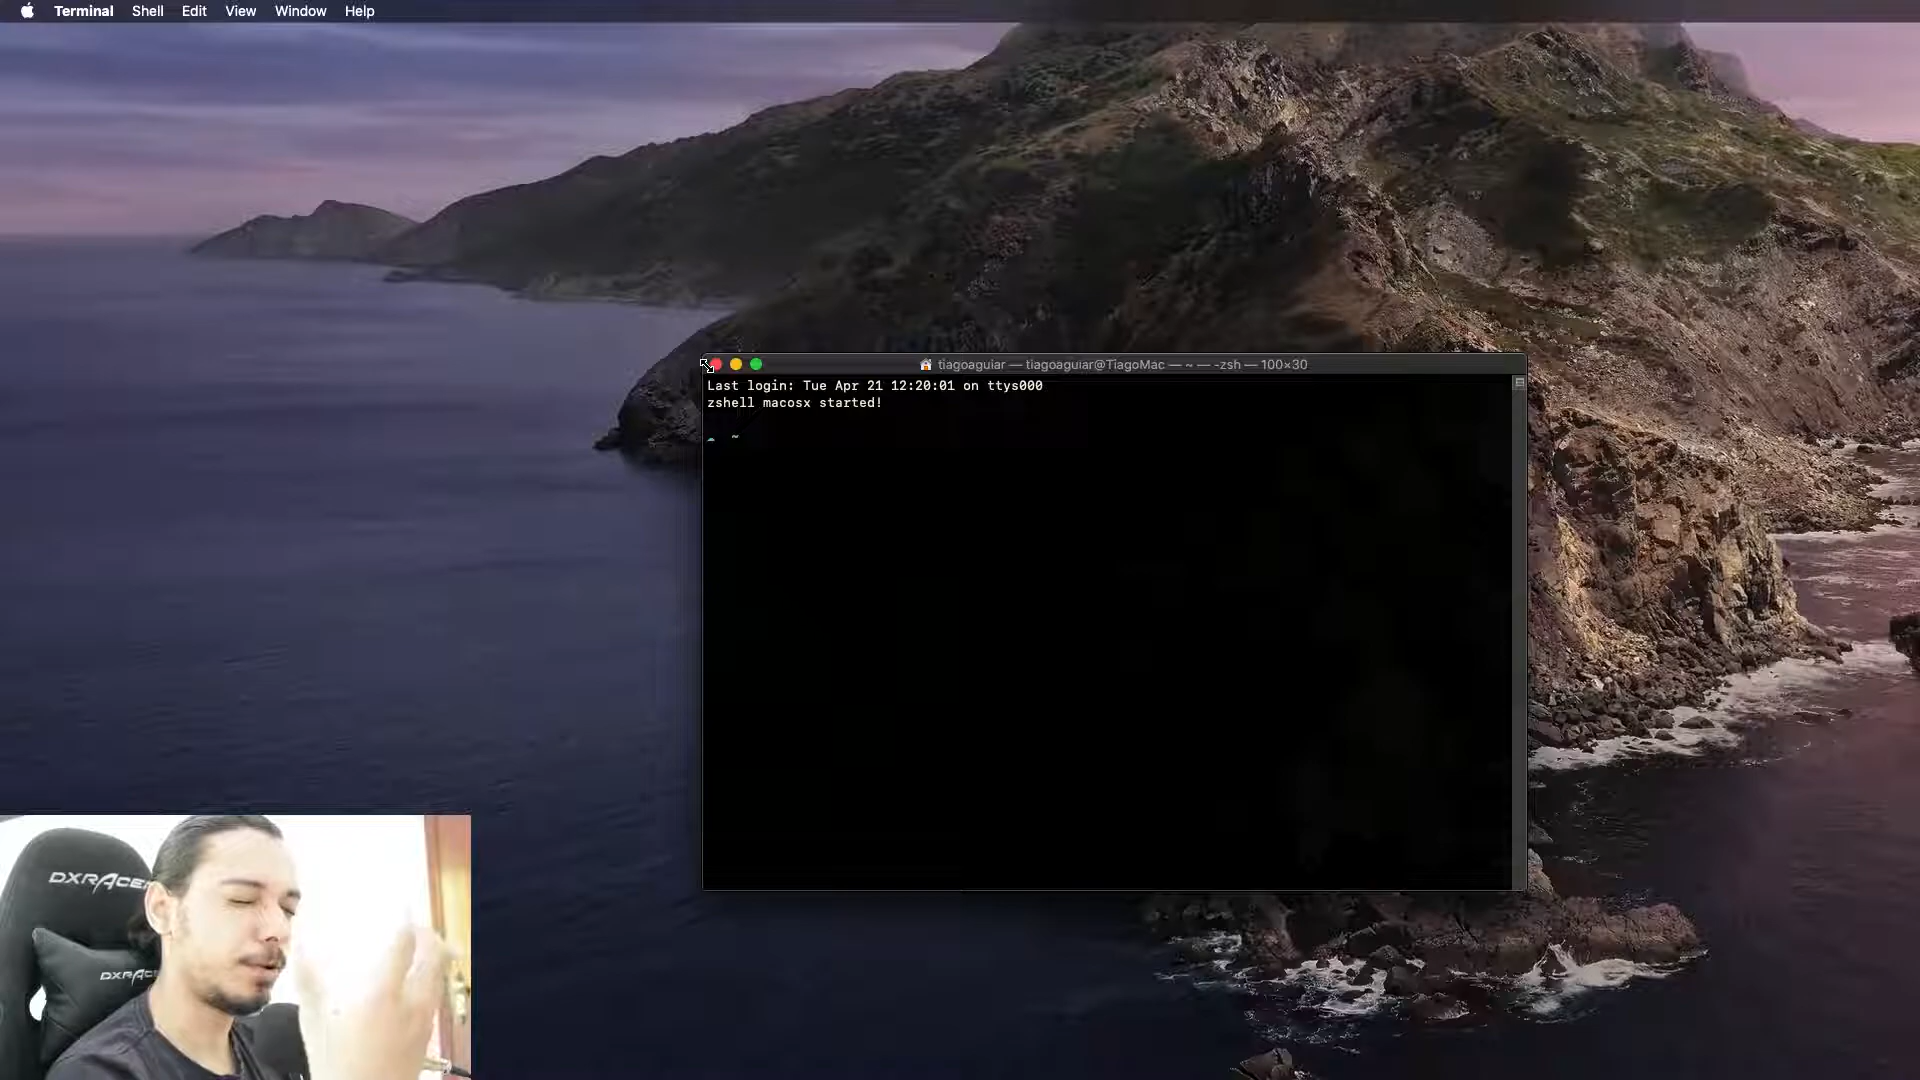 Terminal Shell Edit View Window Help
tiagoaguiar — tiagoaguiar@TiagoMac — ~ — -zsh — 100×30
Last login: Tue Apr 21 12:20:01 on ttys000
zshell macosx started!
~
DXRACER
DXRAC